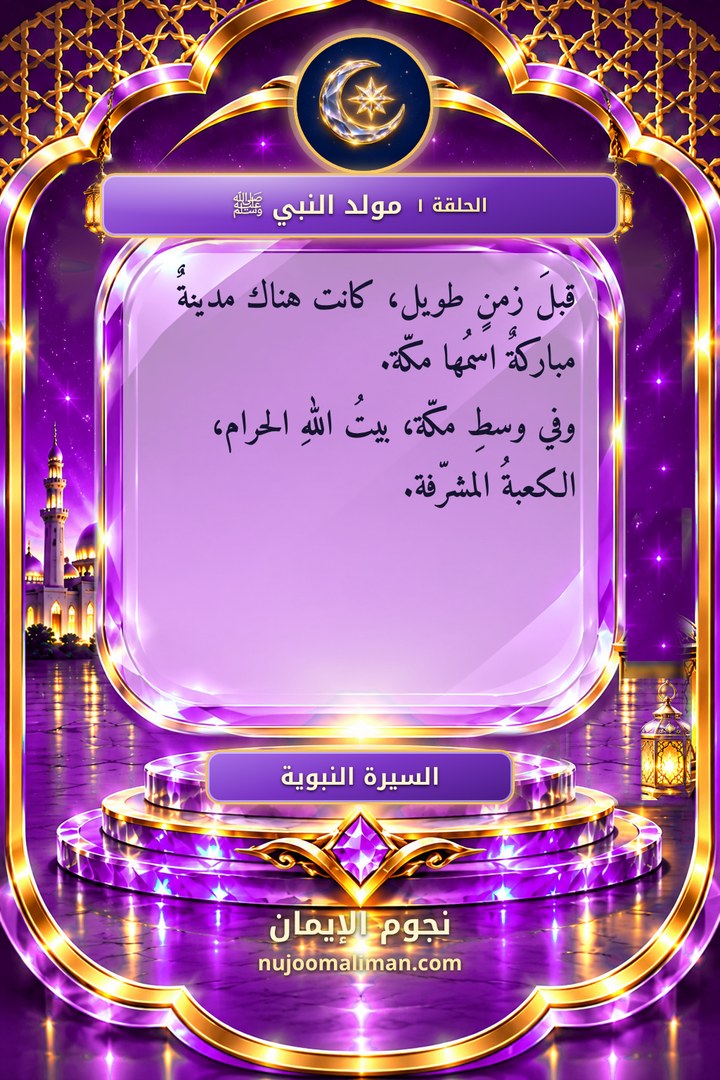 الحلقة ١ مولد النبي ﷺ
قبلَ زمنٍ طويل، كانت هناك مدينةٌ
مباركةٌ اسمُها مكّة.
وفي وسطِ مكّة، بيتُ اللهِ الحرام،
الكعبةُ المشرّفة.
السيرة النبوية
نجوم الإيمان
nujoomaliman.com